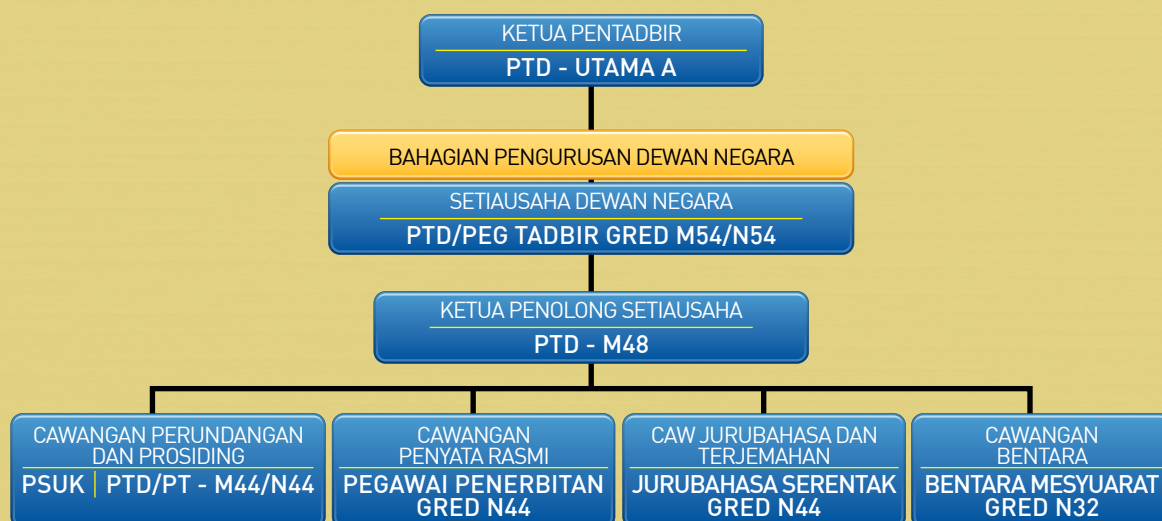 KETUA PENTADBIR
PTD - UTAMA A
BAHAGIAN PENGURUSAN DEWAN NEGARA
SETIAUSAHA DEWAN NEGARA
PTD/PEG TADBIR GRED M54/N54
KETUA PENOLONG SETIAUSAHA
PTD - M48
CAWANGAN PERUNDANGAN
DAN PROSIDING
PSUK | PTD/PT - M44/N44
CAWANGAN
PENYATA RASMI
PEGAWAI PENERBITAN
GRED N44
CAW JURUBAHASA DAN
TERJEMAHAN
JURUBAHASA SERENTAK
GRED N44
CAWANGAN
BENTARA
BENTARA MESYUARAT
GRED N32